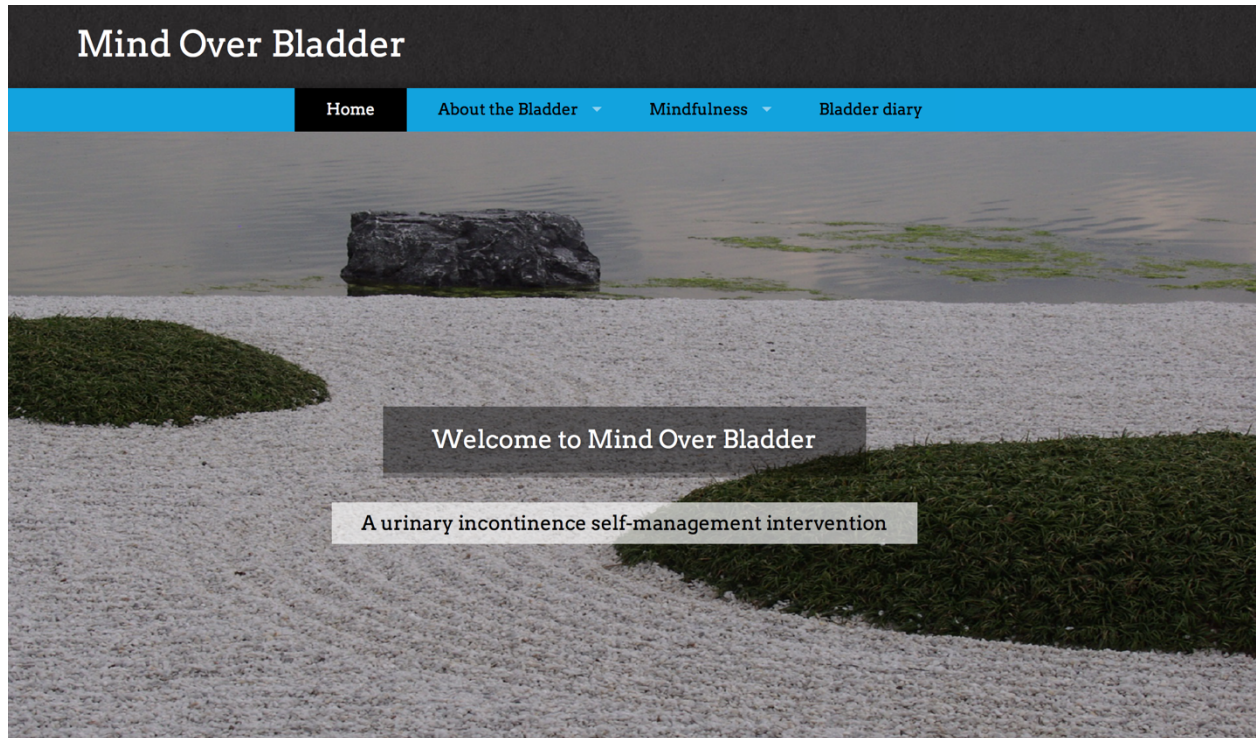 Mind Over Bladder
Home About the Bladder Mindfulness Bladder diary
Welcome to Mind Over Bladder
A urinary incontinence self-management intervention